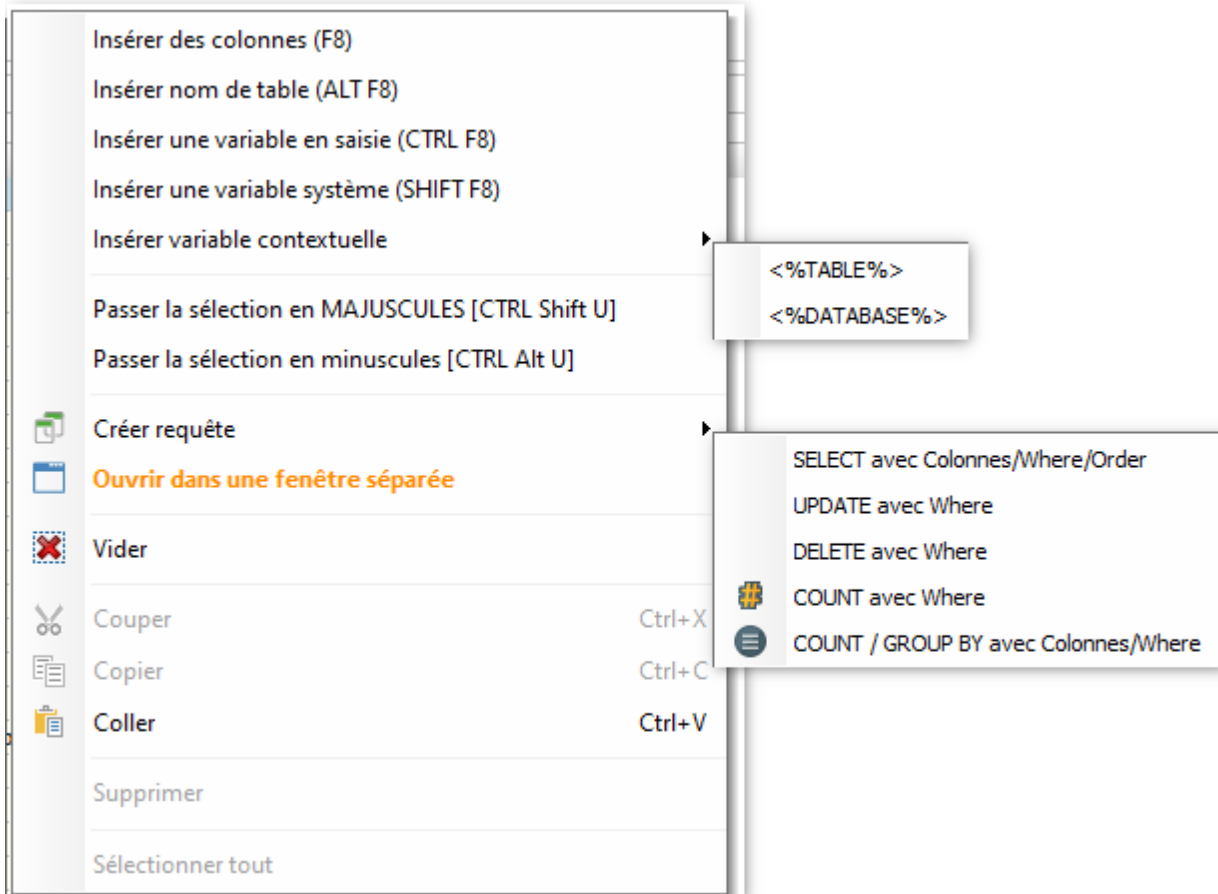 Insérer des colonnes (F8)
Insérer nom de table (ALT F8)
Insérer une variable en saisie (CTRL F8)
Insérer une variable système (SHIFT F8)
Insérer variable contextuelle
<%TABLE%>
<%DATABASE%>
Passer la sélection en MAJUSCULES [CTRL Shift U]
Passer la sélection en minuscules [CTRL Alt U]
Créer requête
SELECT avec Colonnes/Where/Order
UPDATE avec Where
DELETE avec Where
COUNT avec Where
COUNT / GROUP BY avec Colonnes/Where
Ouvrir dans une fenêtre séparée
Vider
Couper Ctrl+X
Copier Ctrl+C
Coller Ctrl+V
Supprimer
Sélectionner tout